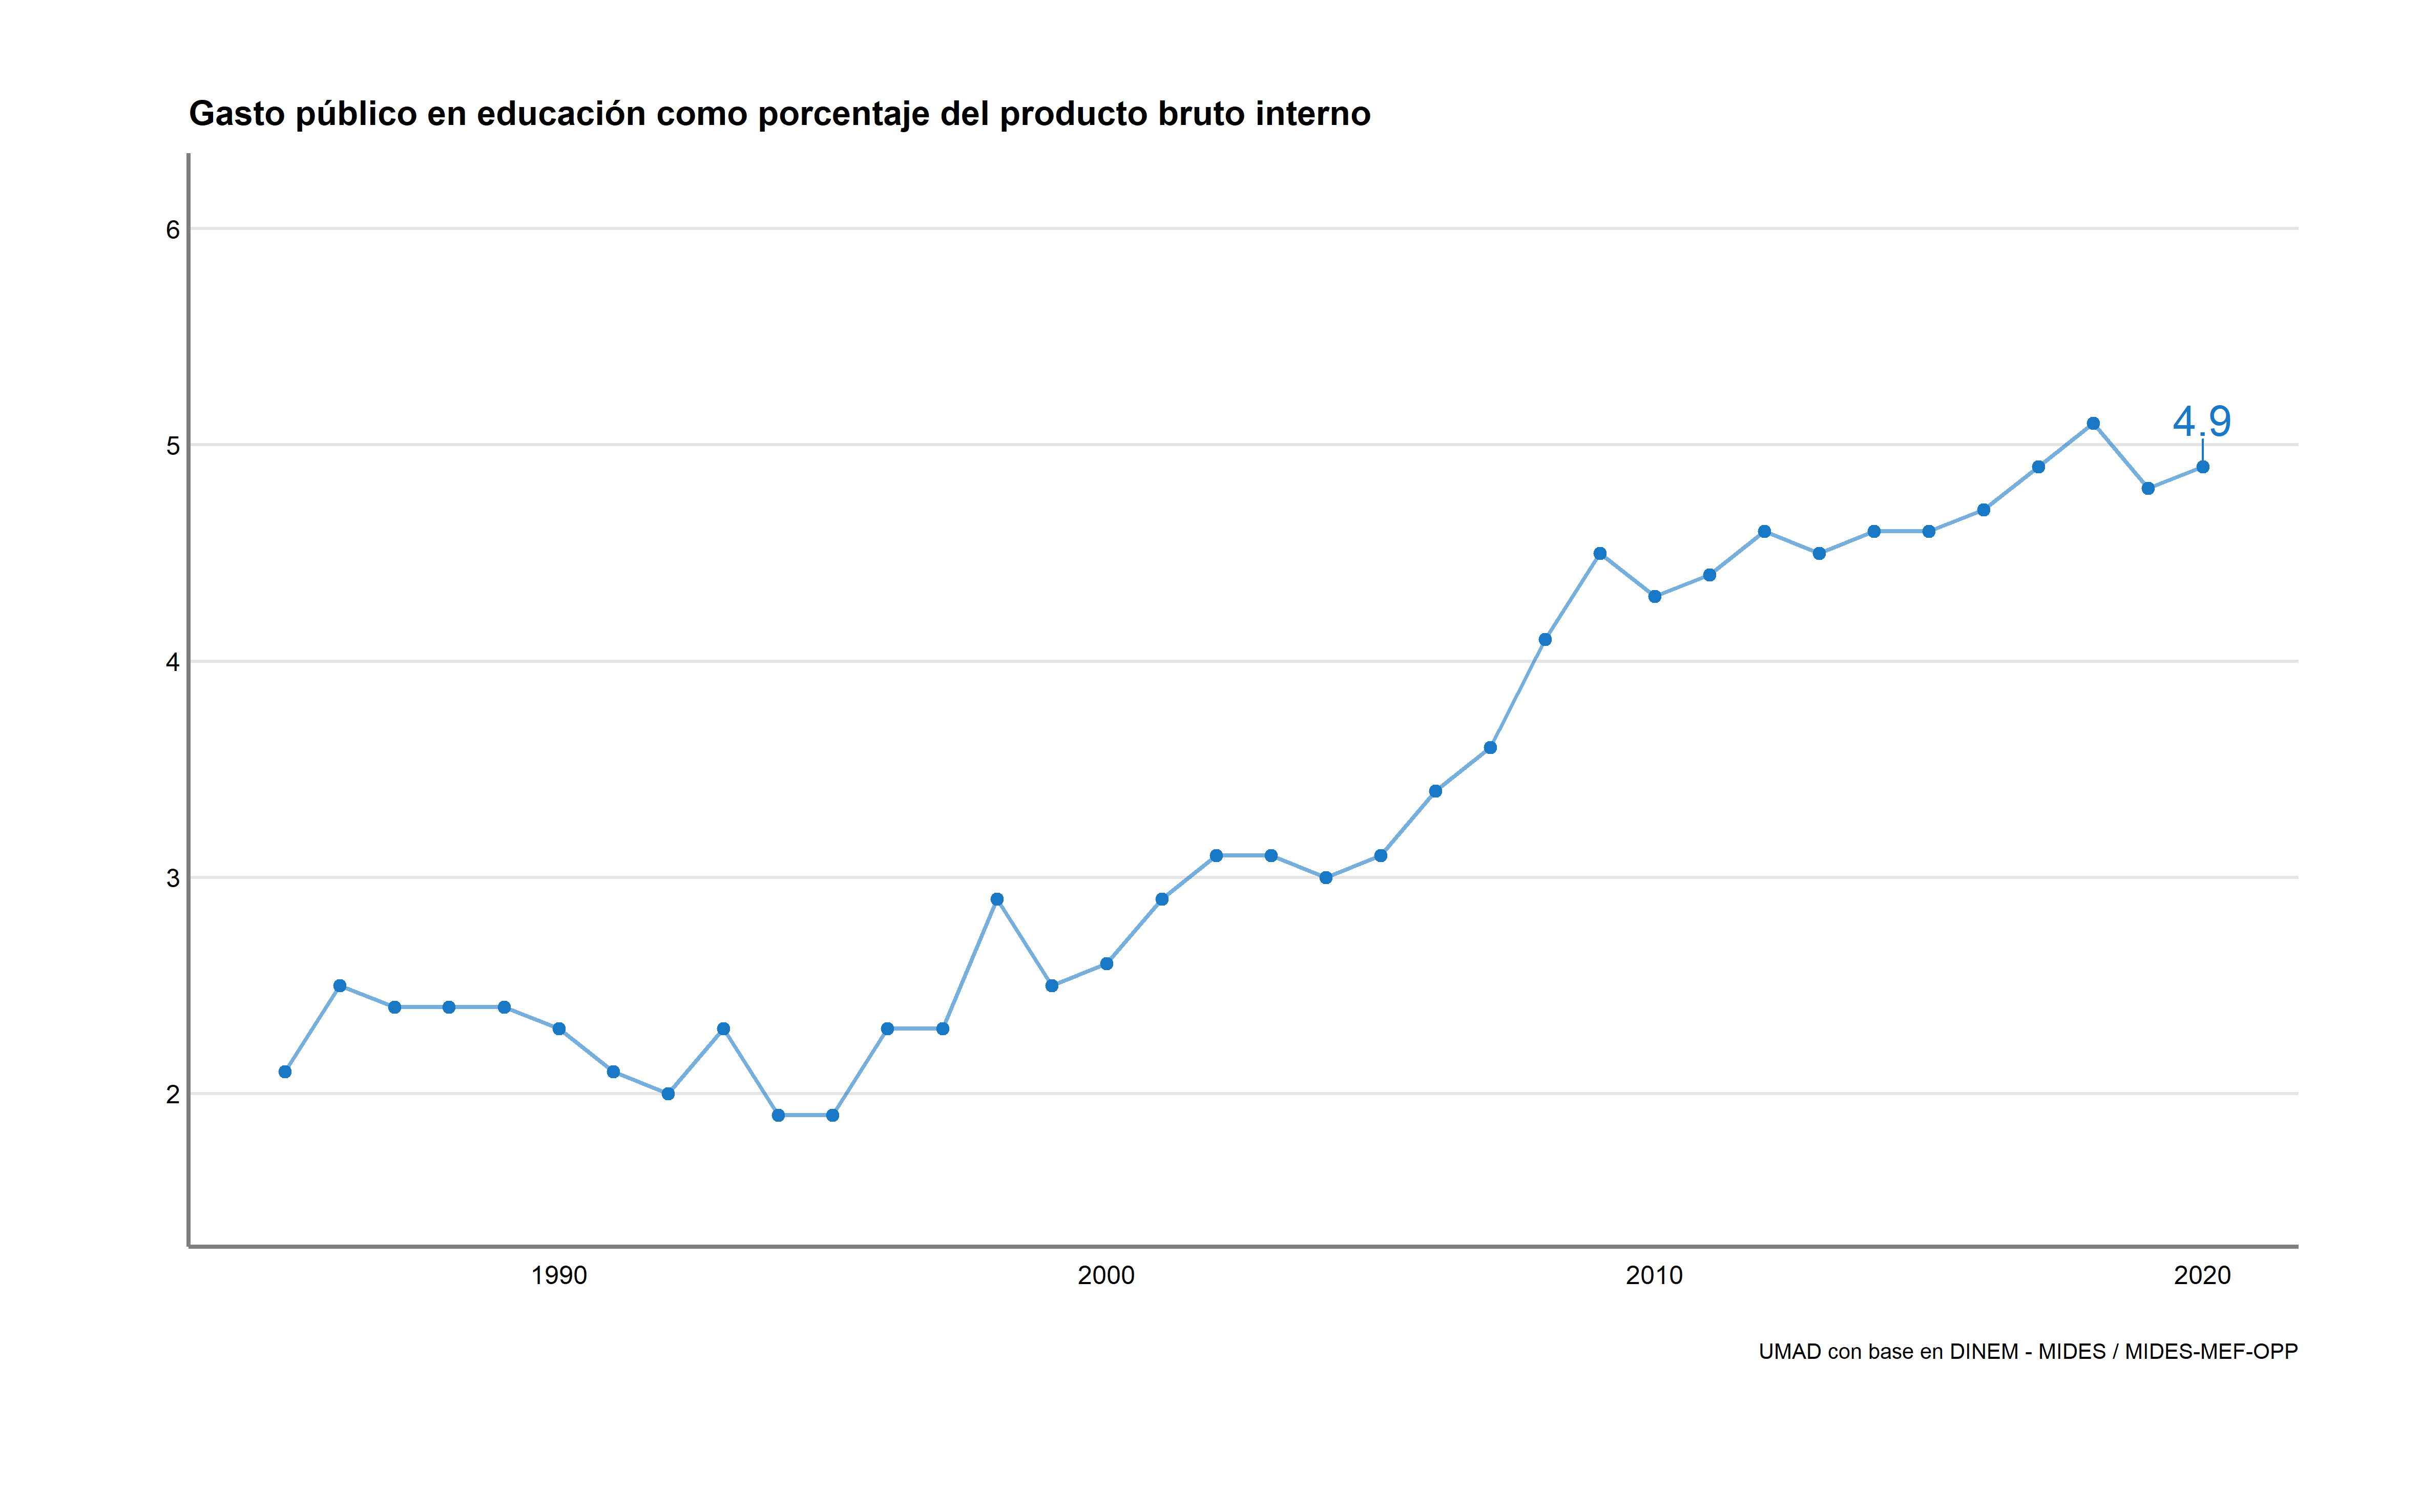 Gasto público en educación como porcentaje del producto bruto interno
6
5
4
3
2
4.9
1990 2000 2010 2020
UMAD con base en DINEM - MIDES / MIDES-MEF-OPP